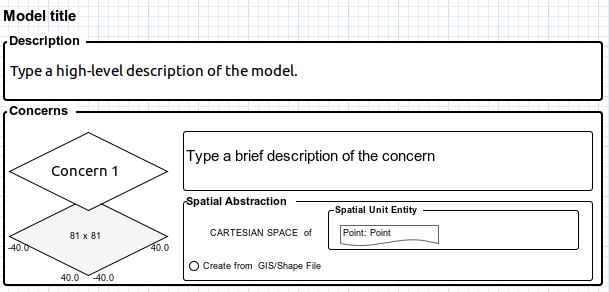 Model title
Description
Type a high-level description of the model.
Concerns
Concern 1
Type a brief description of the concern
Spatial Abstraction
Spatial Unit Entity
81 x 81
CARTESIAN SPACE of
Point: Point
-40.0
40.0
Create from GIS/Shape File
40.0
-40.0